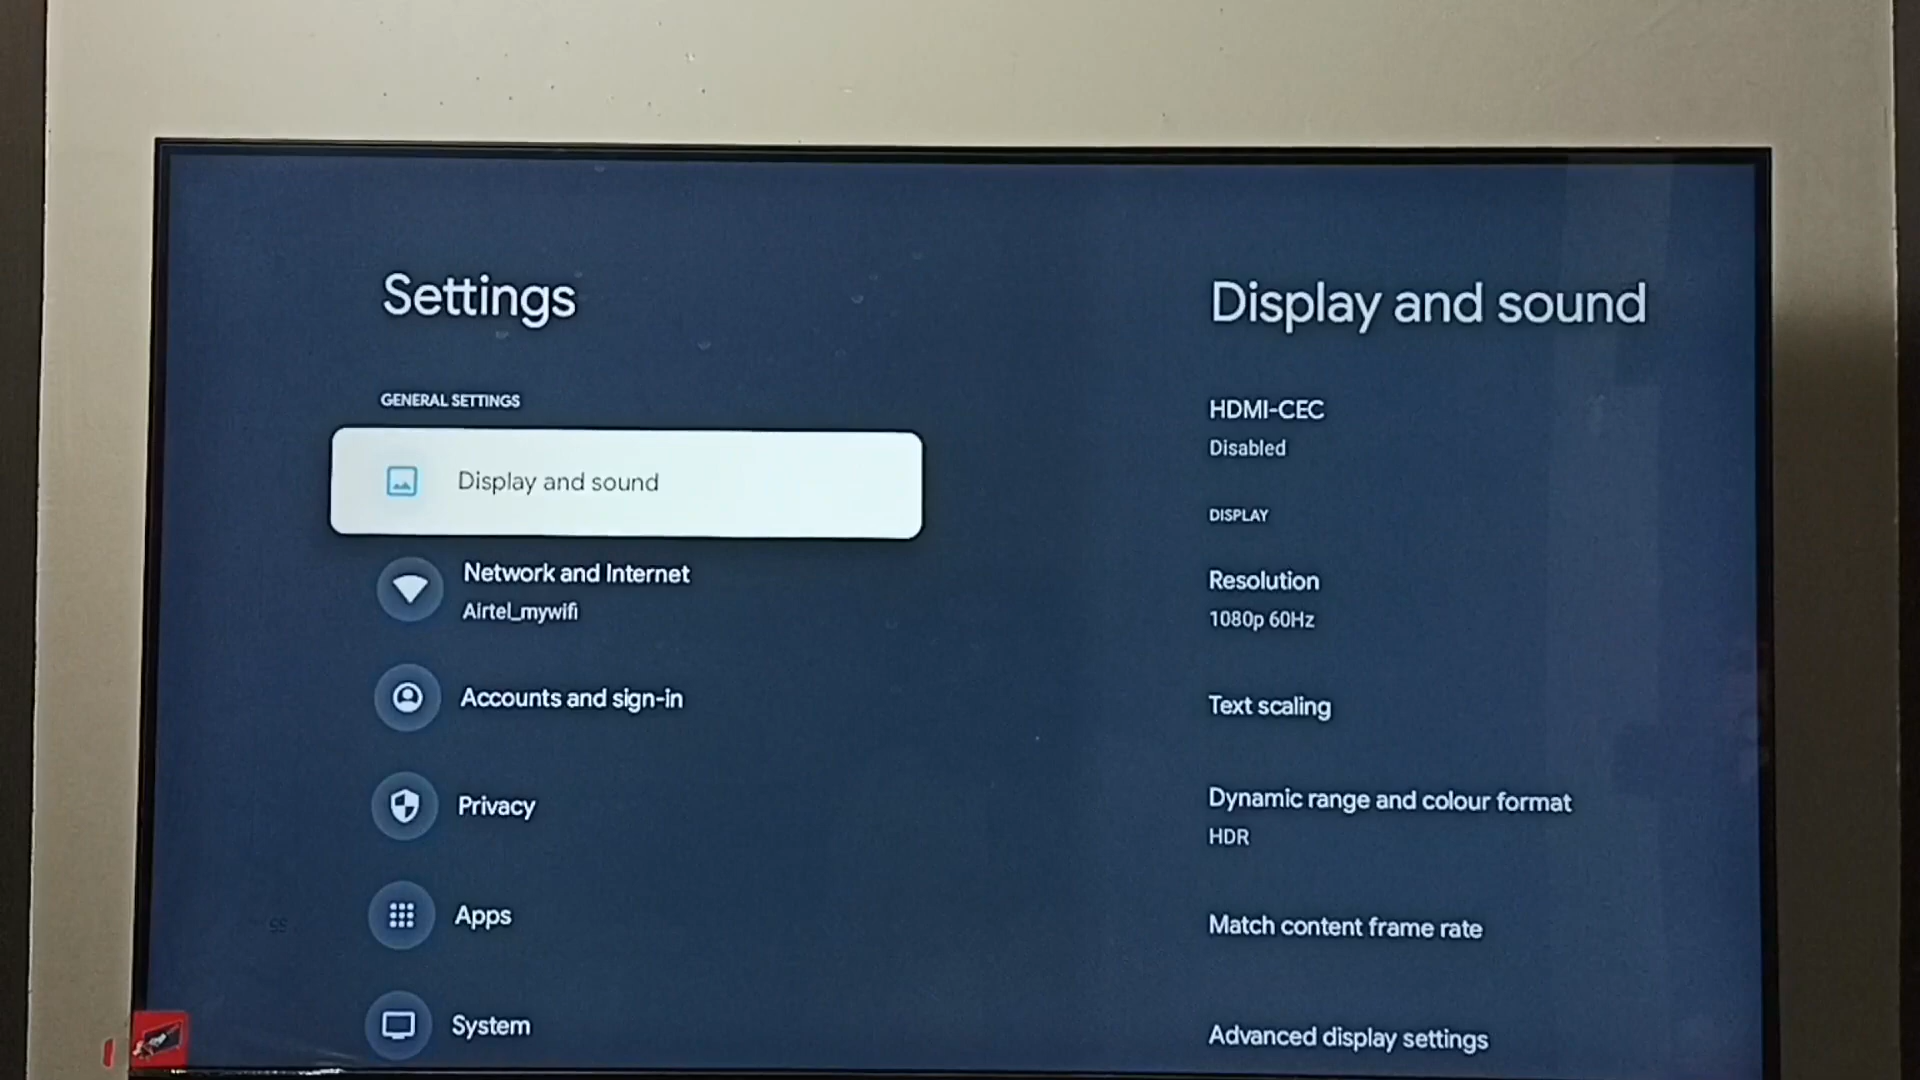 Settings
GENERAL SETTINGS
Display and sound
Network and Internet
Airtel_mywifi
Accounts and sign-in
Privacy
Apps
System
Display and sound
HDMI-CEC
Disabled
DISPLAY
Resolution
1080p 60Hz
Text scaling
Dynamic range and colour format
HDR
Match content frame rate
Advanced display settings